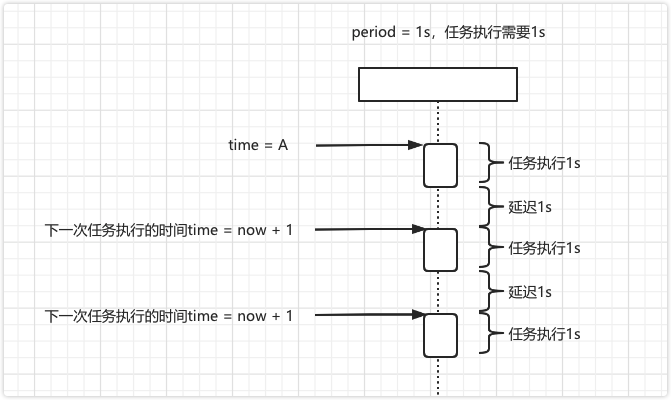 period = 1s，任务执行需要1s
time = A
任务执行1s
延迟1s
下一次任务执行的时间time = now + 1
任务执行1s
延迟1s
下一次任务执行的时间time = now + 1
任务执行1s